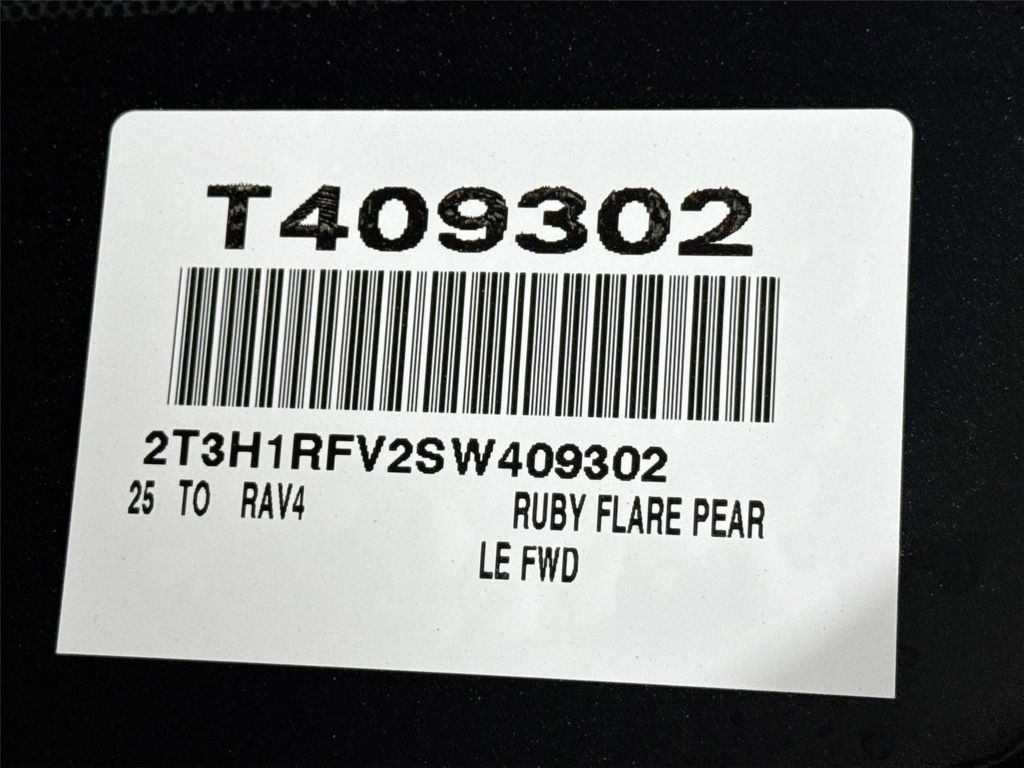 T409302
2T3H1RFV2SW409302
25 TO RAV4 RUBY FLARE PEAR
LE FWD